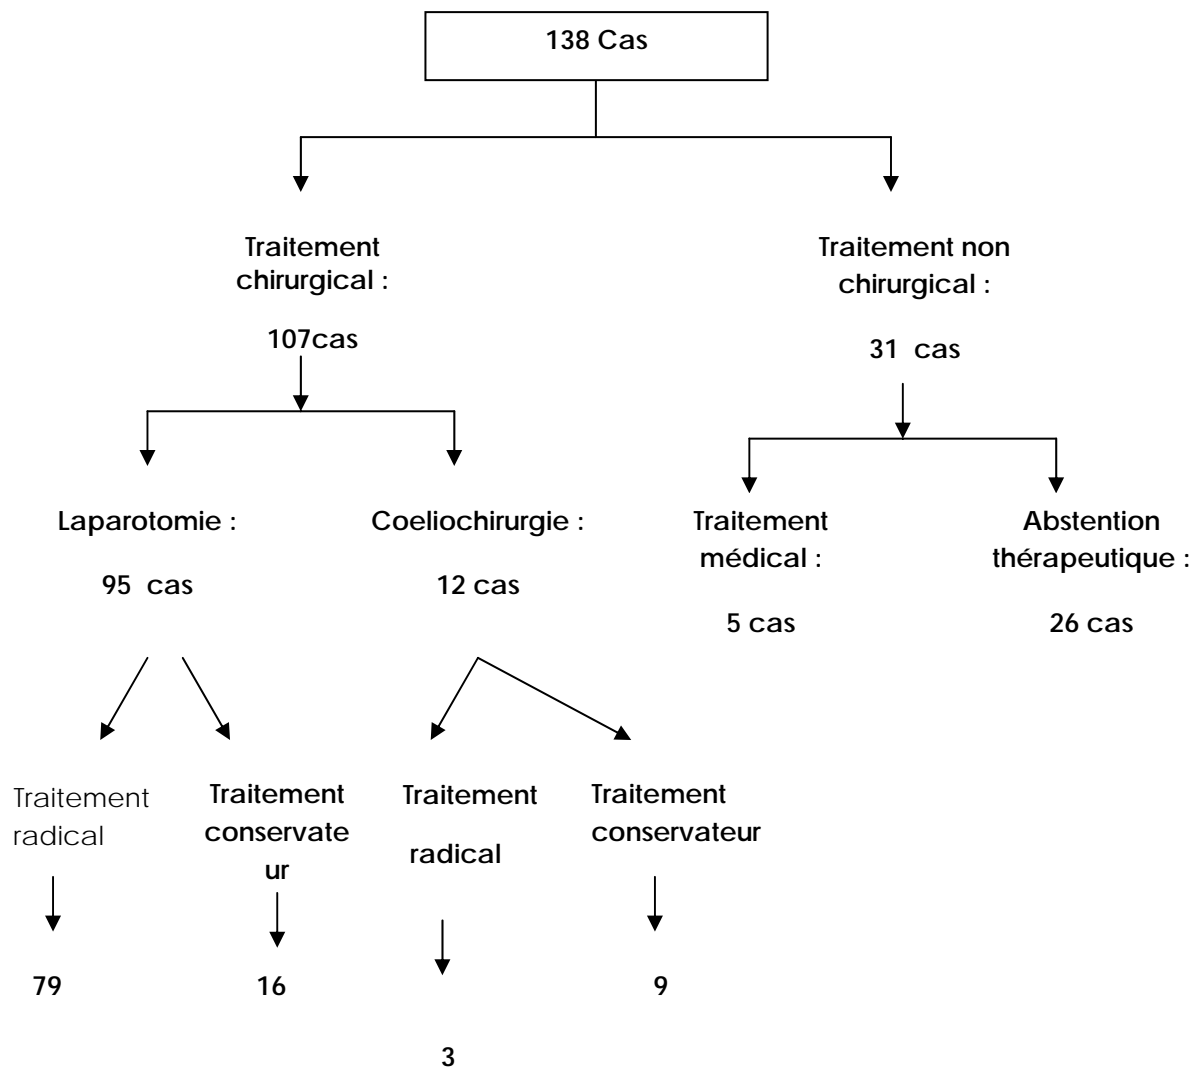 138 Cas
Traitement
chirurgical :
107cas
Traitement non
chirurgical :
31 cas
Laparotomie :
95 cas
Coeliochirurgie :
12 cas
Traitement
médical :
5 cas
Abstention
thérapeutique :
26 cas
Traitement
radical
79
Traitement
conservate
ur
16
Traitement
radical
3
Traitement
conservateur
9